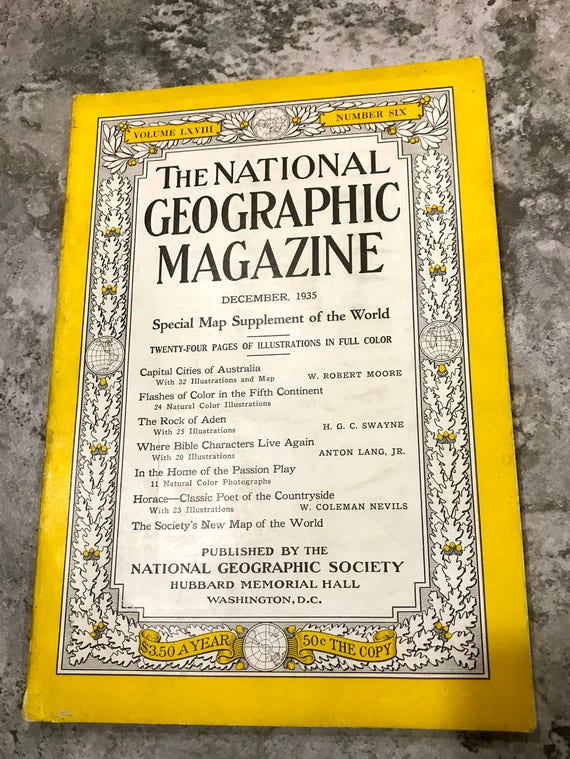 VOLUME LXVIII NUMBER SIX
THE NATIONAL
GEOGRAPHIC
MAGAZINE
DECEMBER, 1935
Special Map Supplement of the World
TWENTY-FOUR PAGES OF ILLUSTRATIONS IN FULL COLOR
Capital Cities of Australia
With 32 Illustrations and Map W. ROBERT MOORE
Flashes of Color in the Fifth Continent
24 Natural Color Illustrations
The Rock of Aden
With 25 Illustrations H. G. C. SWAYNE
Where Bible Characters Live Again
With 20 Illustrations ANTON LANG, JR.
In the Home of the Passion Play
11 Natural Color Photographs
Horace—Classic Poet of the Countryside
With 23 Illustrations W. COLEMAN NEVILS
The Society's New Map of the World
PUBLISHED BY THE
NATIONAL GEOGRAPHIC SOCIETY
HUBBARD MEMORIAL HALL
WASHINGTON, D.C.
$3.50 A YEAR 50¢ THE COPY